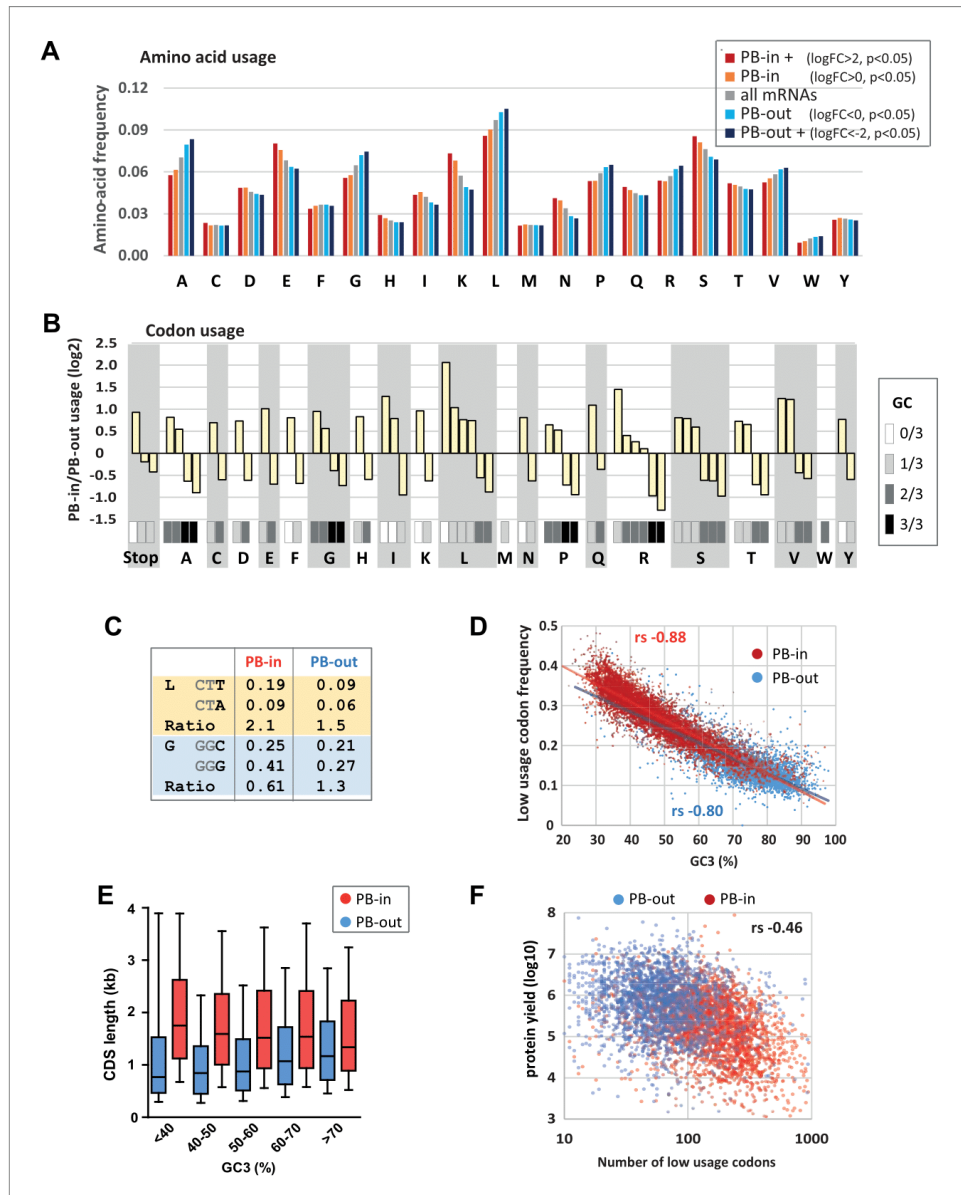 A
Amino acid usage
PB-in + (logFC>2, p<0.05)
PB-in (logFC>0, p<0.05)
all mRNAs
PB-out (logFC<0, p<0.05)
PB-out + (logFC<-2, p<0.05)
Amino-acid frequency
0.12
0.09
0.06
0.03
0.00
A C D E F G H I K L M N P Q R S T V W Y
B
Codon usage
PB-in/PB-out usage (log2)
2.5
2.0
1.5
1.0
0.5
0
-0.5
-1.0
-1.5
Stop A C D E F G H I K L M N P Q R S T V W Y
GC
0/3
1/3
2/3
3/3
C
PB-in PB-out
L CTT 0.19 0.09
CTA 0.09 0.06
Ratio 2.1 1.5
G GGC 0.25 0.21
GGG 0.41 0.27
Ratio 0.61 1.3
D
Low usage codon frequency
0.5
0.4
0.3
0.2
0.1
0
rs -0.88
PB-in
PB-out
rs -0.80
20 30 40 50 60 70 80 90 100
GC3 (%)
E
PB-in
PB-out
CDS length (kb)
4
3
2
1
0
<40 40-50 50-60 60-70 >70
GC3 (%)
F
PB-out PB-in
rs -0.46
protein yield (log10)
8
7
6
5
4
3
10 100 1000
Number of low usage codons